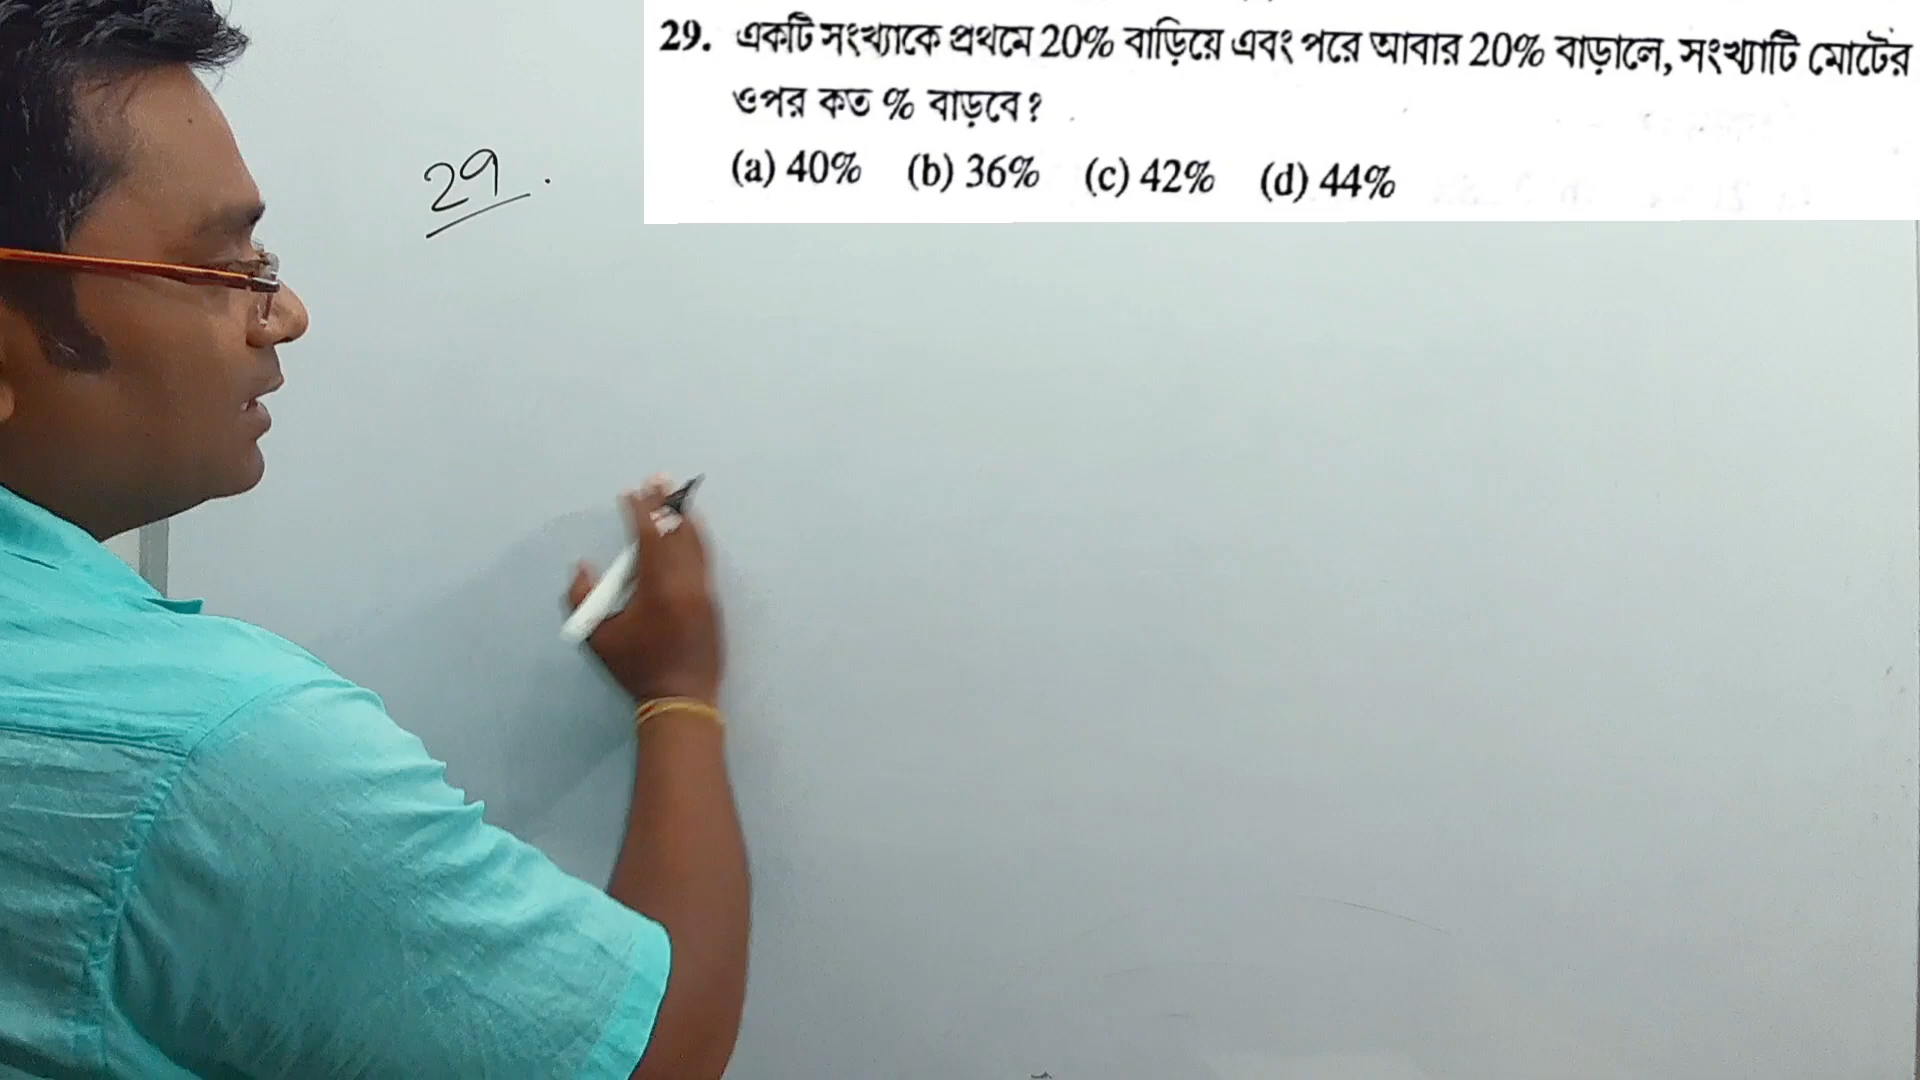 29. একটি সংখ্যাকে প্রথমে 20% বাড়িয়ে এবং পরে আবার 20% বাড়ালে, সংখ্যাটি মোটের
ওপর কত % বাড়বে?
(a) 40% (b) 36% (c) 42% (d) 44%
29.